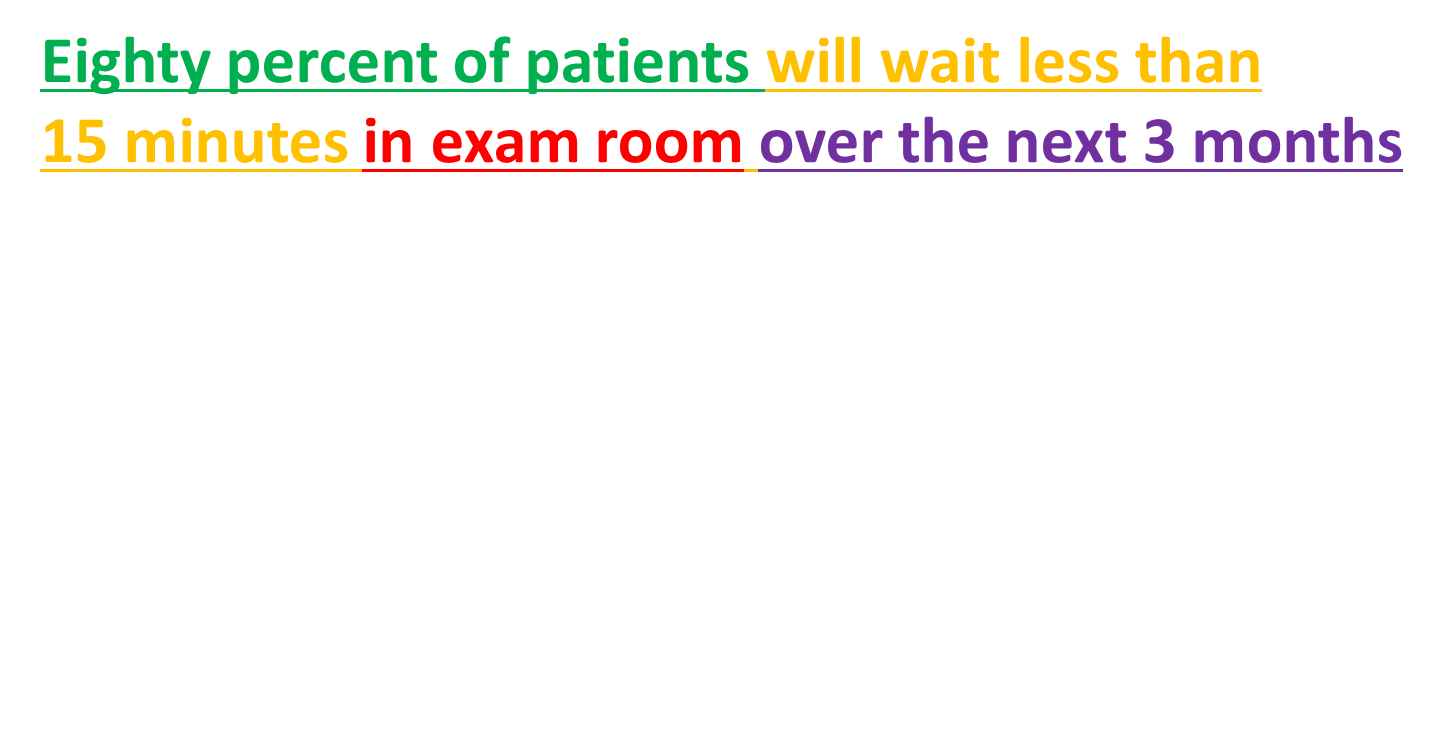 Eighty percent of patients will wait less than
15 minutes in exam room over the next 3 months